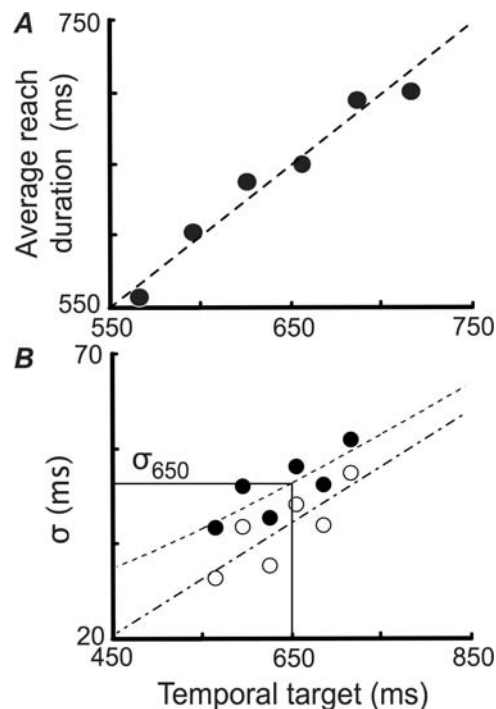 A
750
Average reach
duration (ms)
550
550
650
750
B
70
σ650
σ (ms)
20
450
650
850
Temporal target (ms)